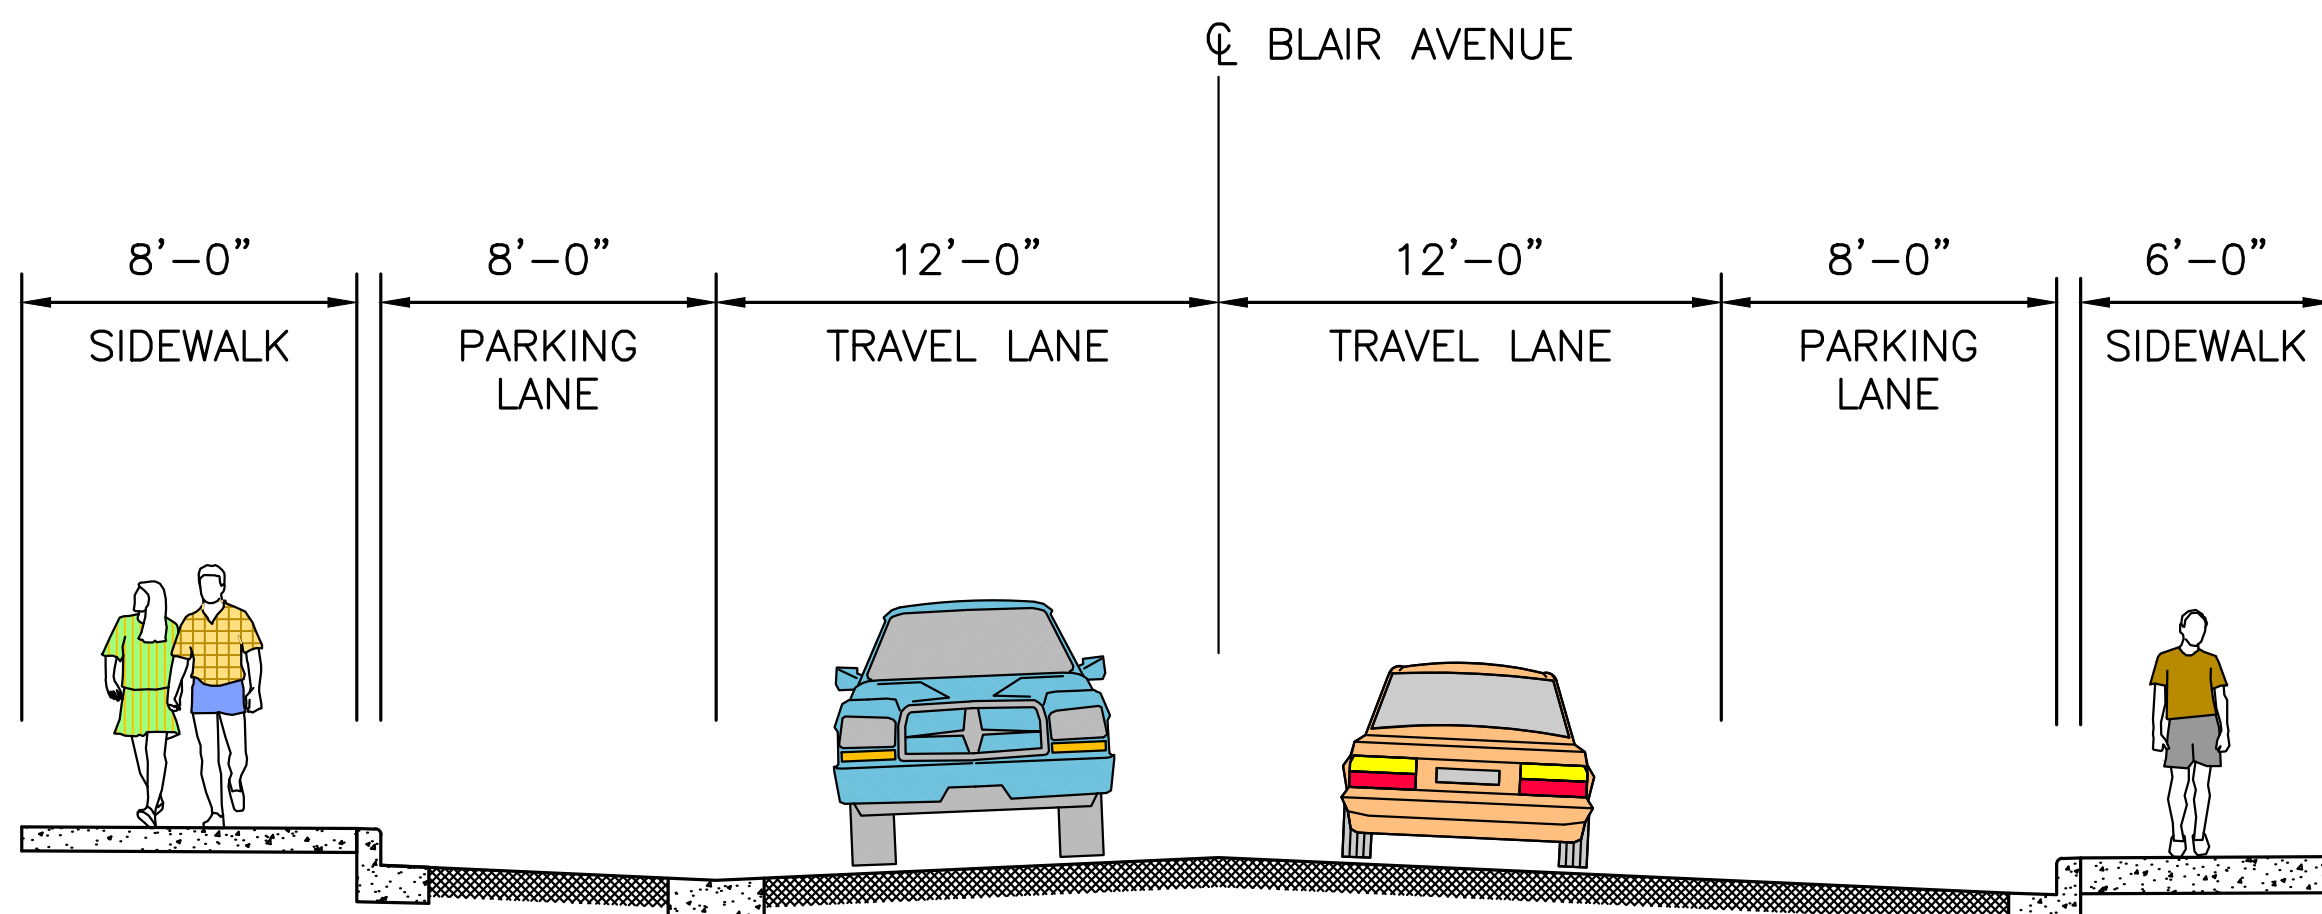 ℄ BLAIR AVENUE
8'-0" 8'-0" 12'-0" 12'-0" 8'-0" 6'-0"
SIDEWALK PARKING TRAVEL LANE TRAVEL LANE PARKING SIDEWALK
LANE LANE